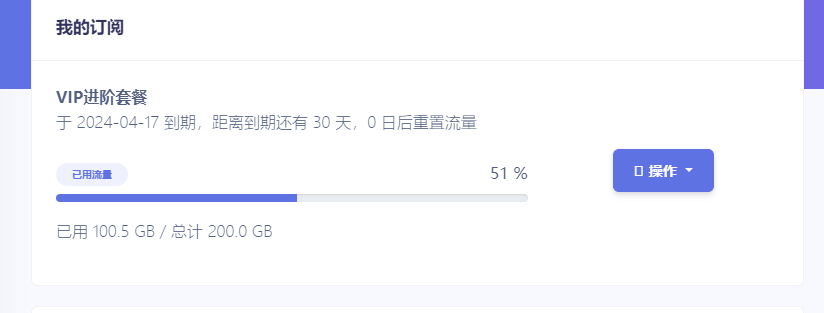 我的订阅
VIP进阶套餐
于 2024-04-17 到期，距离到期还有 30 天，0 日后重置流量
已用流量
51 %
操作
已用 100.5 GB / 总计 200.0 GB